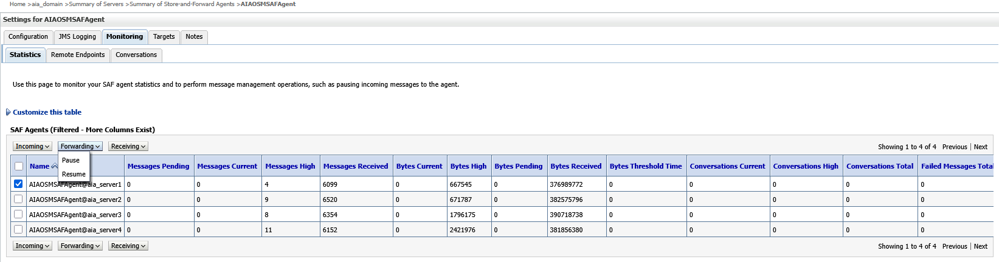 Home >aia_domain >Summary of Servers >Summary of Store-and-Forward Agents >AIAOSMSAFAgent
Settings for AIAOSMSAFAgent
Configuration JMS Logging Monitoring Targets Notes
Statistics Remote Endpoints Conversations
Use this page to monitor your SAF agent statistics and to perform message management operations, such as pausing incoming messages to the agent.
Customize this table
SAF Agents (Filtered - More Columns Exist)
Incoming Forwarding Receiving Showing 1 to 4 of 4 Previous | Next
Pause
Resume
Name Messages Pending Messages Current Messages High Messages Received Bytes Current Bytes High Bytes Pending Bytes Received Bytes Threshold Time Conversations Current Conversations High Conversations Total Failed Messages Total
AIAOSMSAFAgent@aia_server1 0 0 4 6099 0 667545 0 376989772 0 0 0 0 0
AIAOSMSAFAgent@aia_server2 0 0 9 6520 0 671787 0 382575796 0 0 0 0 0
AIAOSMSAFAgent@aia_server3 0 0 8 6354 0 1796175 0 390718738 0 0 0 0 0
AIAOSMSAFAgent@aia_server4 0 0 11 6152 0 2421976 0 381856380 0 0 0 0 0
Incoming Forwarding Receiving Showing 1 to 4 of 4 Previous | Next